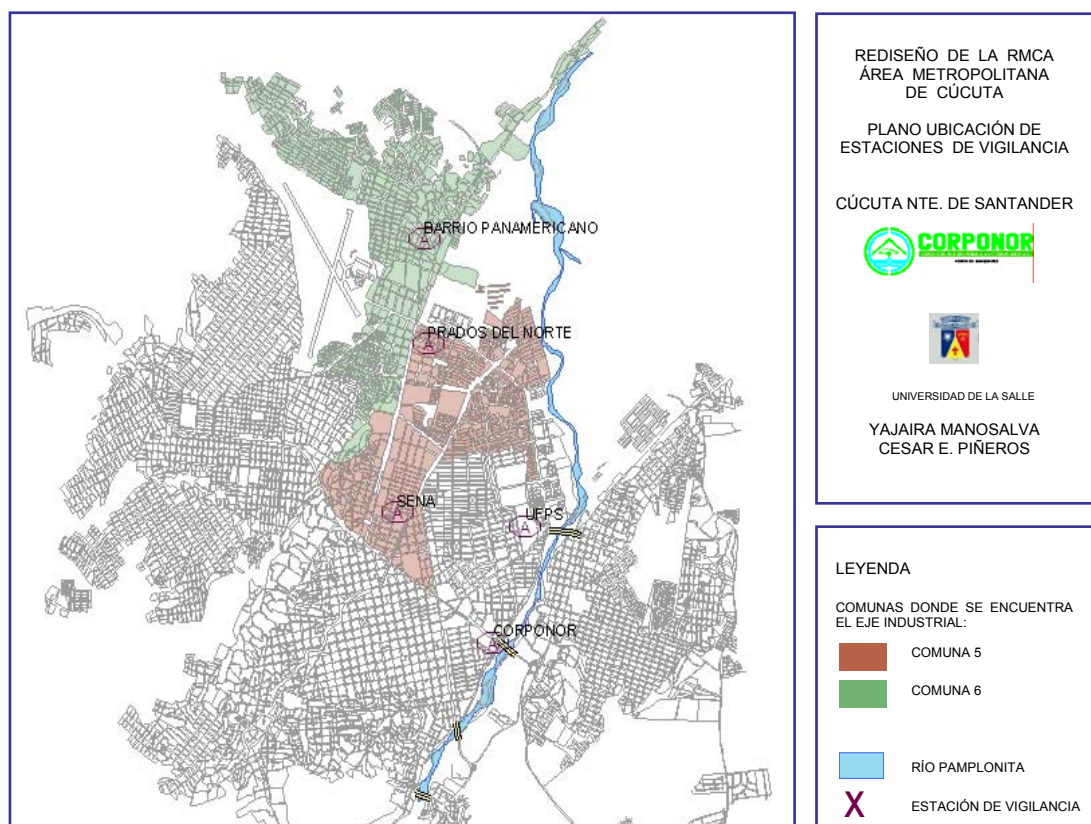 BARRIO PANAMERICANO
A
PRADOS DEL NORTE
A
SENA
A
UFPS
A
CORPONOR
A
REDISEÑO DE LA RMCA
ÁREA METROPOLITANA
DE CÚCUTA
PLANO UBICACIÓN DE
ESTACIONES DE VIGILANCIA
CÚCUTA NTE. DE SANTANDER
CORPONOR
UNIVERSIDAD DE LA SALLE
YAJAIRA MANOSALVA
CESAR E. PIÑEROS
LEYENDA
COMUNAS DONDE SE ENCUENTRA
EL EJE INDUSTRIAL:
COMUNA 5
COMUNA 6
RÍO PAMPLONITA
X ESTACIÓN DE VIGILANCIA